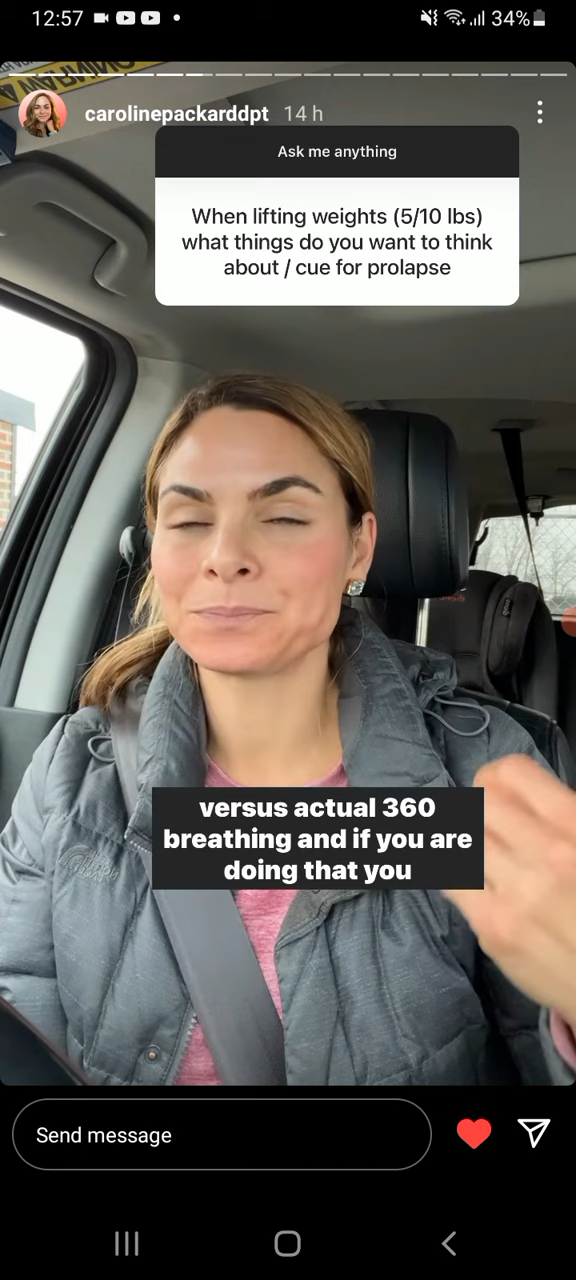 12:57
34%
WARNING
carolinepackarddpt 14 h
Ask me anything
When lifting weights (5/10 lbs)
what things do you want to think
about / cue for prolapse
versus actual 360
breathing and if you are
doing that you
Send message